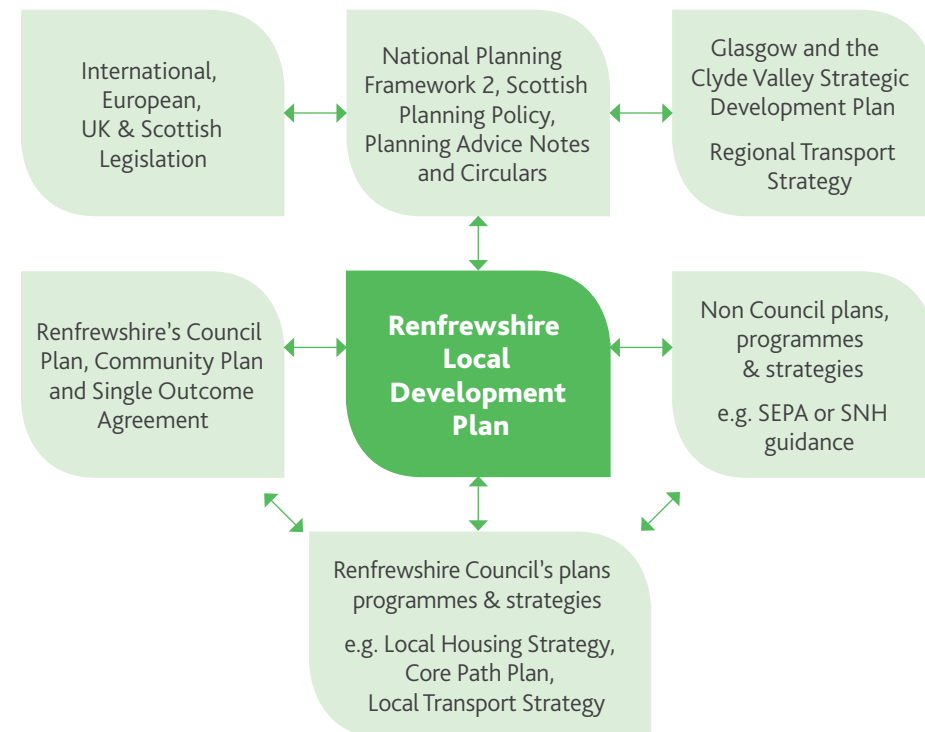 International,
European,
UK & Scottish
Legislation
National Planning
Framework 2, Scottish
Planning Policy,
Planning Advice Notes
and Circulars
Glasgow and the
Clyde Valley Strategic
Development Plan
Regional Transport
Strategy
Renfrewshire's Council
Plan, Community Plan
and Single Outcome
Agreement
Renfrewshire
Local
Development
Plan
Non Council plans,
programmes
& strategies
e.g. SEPA or SNH
guidance
Renfrewshire Council's plans
programmes & strategies
e.g. Local Housing Strategy,
Core Path Plan,
Local Transport Strategy